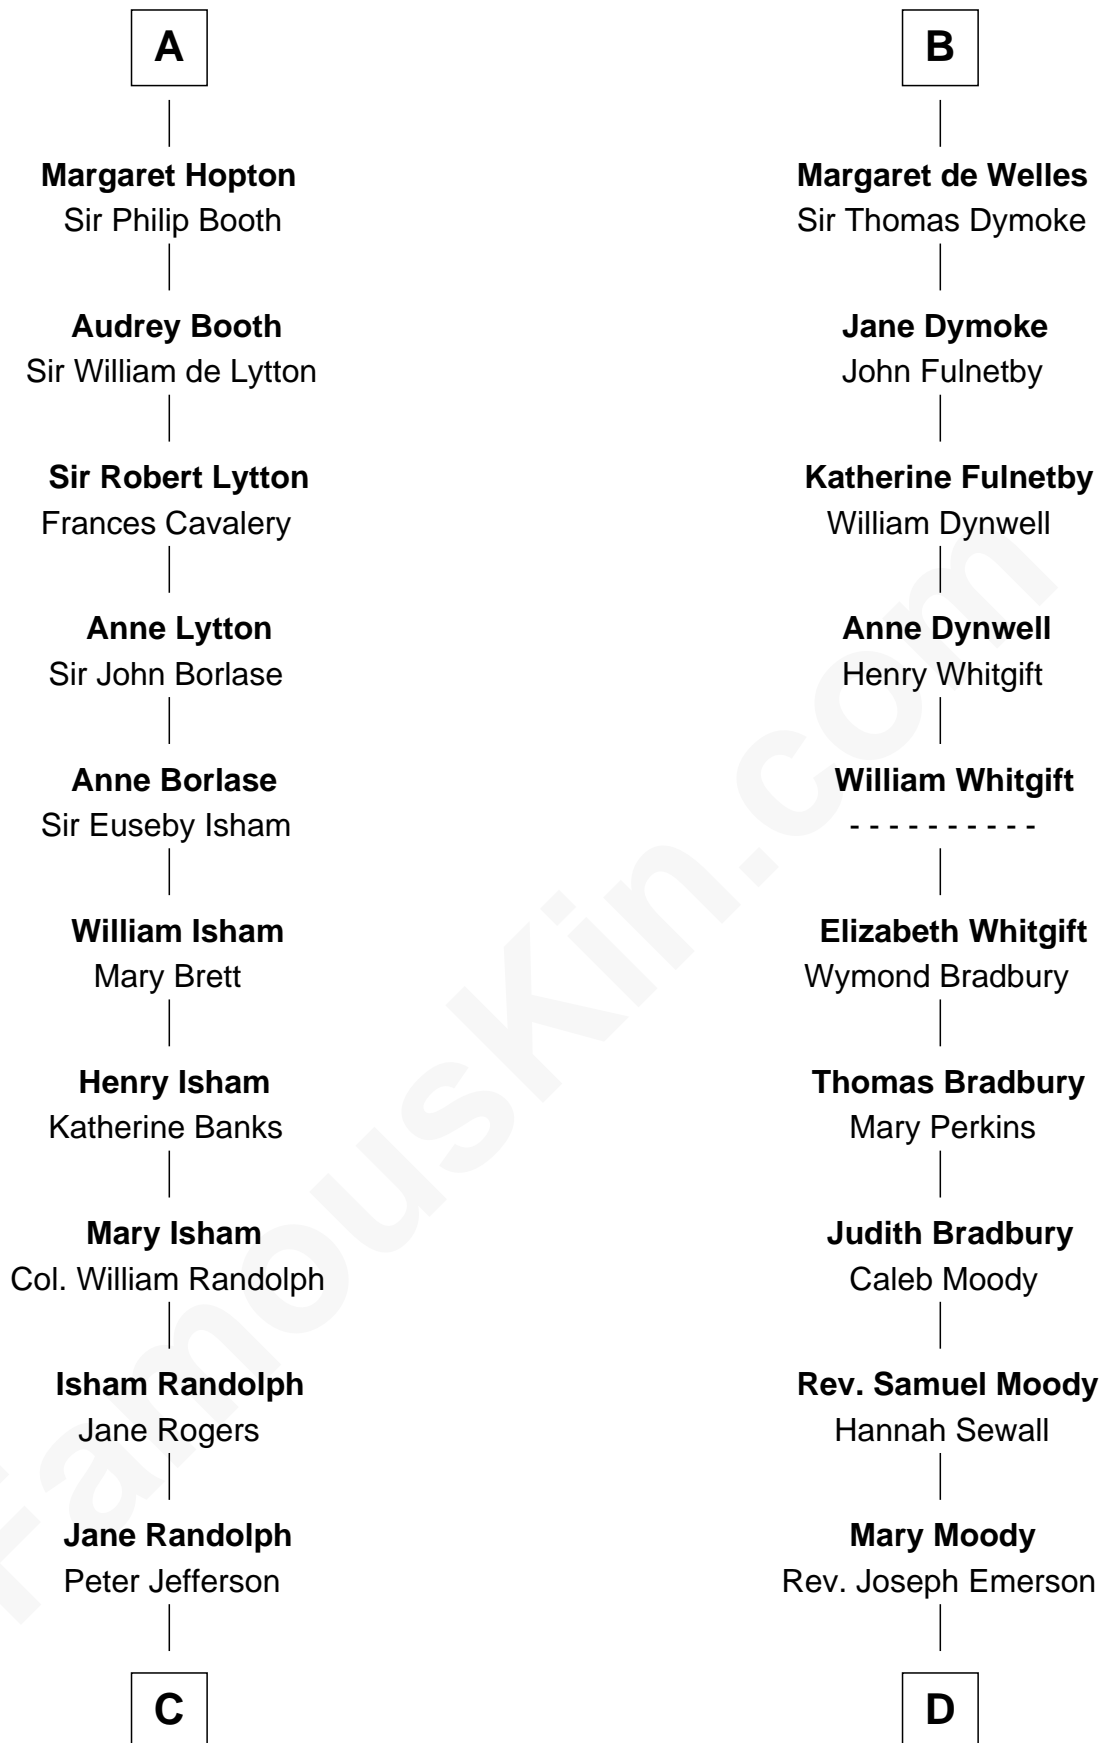 A
Margaret Hopton
Sir Philip Booth
Audrey Booth
Sir William de Lytton
Sir Robert Lytton
Frances Cavalery
Anne Lytton
Sir John Borlase
Anne Borlase
Sir Euseby Isham
William Isham
Mary Brett
Henry Isham
Katherine Banks
Mary Isham
Col. William Randolph
Isham Randolph
Jane Rogers
Jane Randolph
Peter Jefferson
C
B
Margaret de Welles
Sir Thomas Dymoke
Jane Dymoke
John Fulnetby
Katherine Fulnetby
William Dynwell
Anne Dynwell
Henry Whitgift
William Whitgift
- - - - - - - - - -
Elizabeth Whitgift
Wymond Bradbury
Thomas Bradbury
Mary Perkins
Judith Bradbury
Caleb Moody
Rev. Samuel Moody
Hannah Sewall
Mary Moody
Rev. Joseph Emerson
D
FamousKin.com